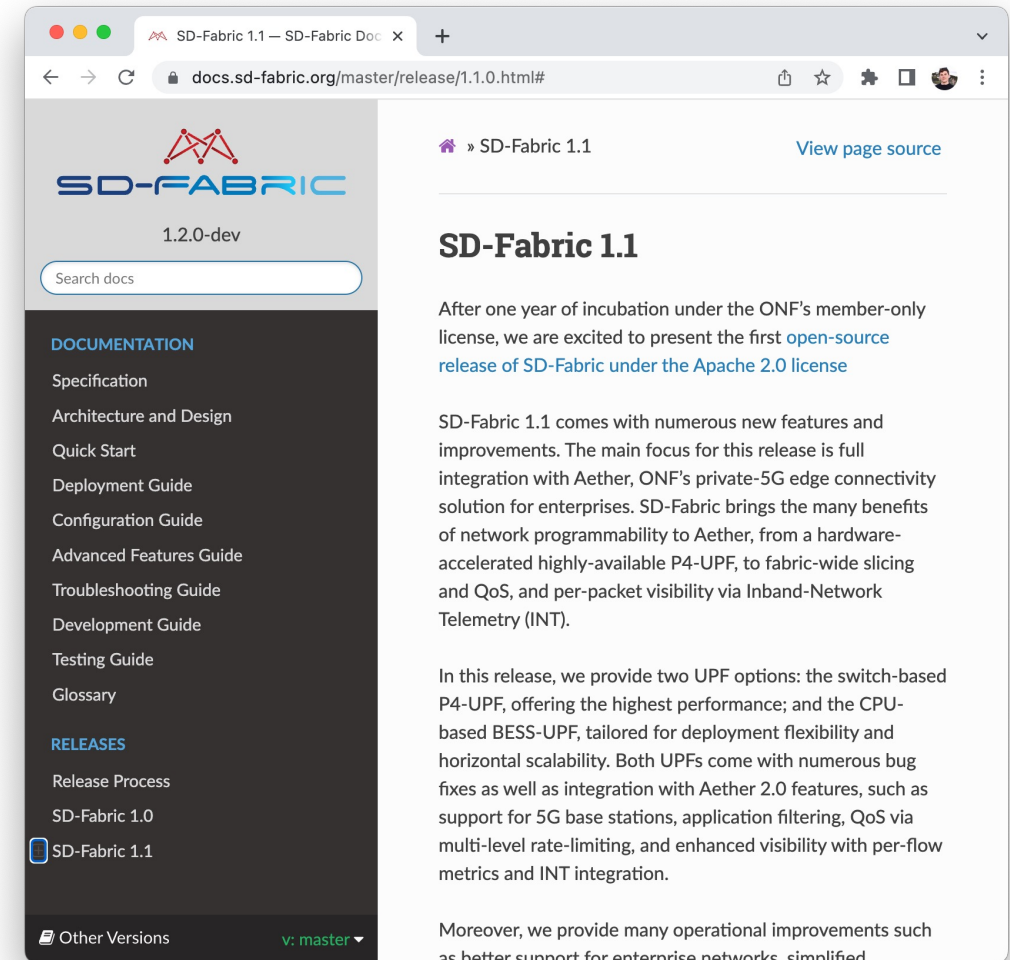 SD-Fabric 1.1 — SD-Fabric Doc
docs.sd-fabric.org/master/release/1.1.0.html#
SD-FABRIC
1.2.0-dev
Search docs
DOCUMENTATION
Specification
Architecture and Design
Quick Start
Deployment Guide
Configuration Guide
Advanced Features Guide
Troubleshooting Guide
Development Guide
Testing Guide
Glossary
RELEASES
Release Process
SD-Fabric 1.0
SD-Fabric 1.1
Other Versions
v: master
» SD-Fabric 1.1
View page source
SD-Fabric 1.1
After one year of incubation under the ONF’s member-only
license, we are excited to present the first open-source
release of SD-Fabric under the Apache 2.0 license
SD-Fabric 1.1 comes with numerous new features and
improvements. The main focus for this release is full
integration with Aether, ONF’s private-5G edge connectivity
solution for enterprises. SD-Fabric brings the many benefits
of network programmability to Aether, from a hardware-
accelerated highly-available P4-UPF, to fabric-wide slicing
and QoS, and per-packet visibility via Inband-Network
Telemetry (INT).
In this release, we provide two UPF options: the switch-based
P4-UPF, offering the highest performance; and the CPU-
based BESS-UPF, tailored for deployment flexibility and
horizontal scalability. Both UPFs come with numerous bug
fixes as well as integration with Aether 2.0 features, such as
support for 5G base stations, application filtering, QoS via
multi-level rate-limiting, and enhanced visibility with per-flow
metrics and INT integration.
Moreover, we provide many operational improvements such
as better support for enterprise networks, simplified